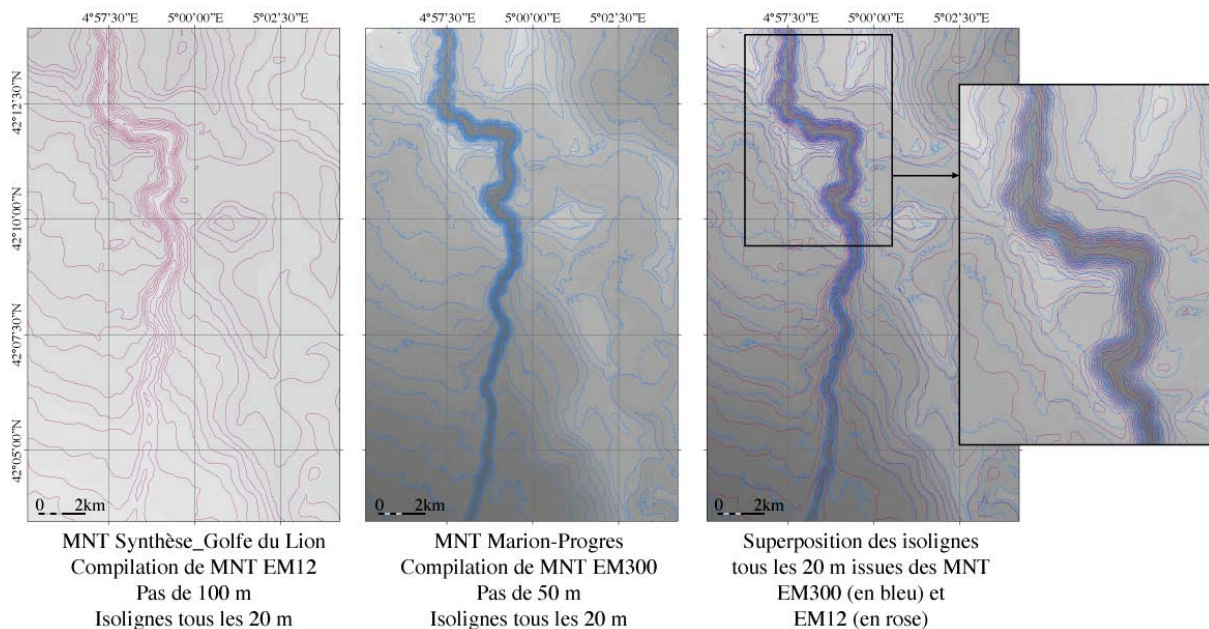 4°57'30"E 5°00'00"E 5°02'30"E
4°57'30"E 5°00'00"E 5°02'30"E
4°57'30"E 5°00'00"E 5°02'30"E
42°12'30"N
42°10'00"N
42°07'30"N
42°05'00"N
0 2km
0 2km
0 2km
MNT Synthèse_Golfe du Lion
Compilation de MNT EM12
Pas de 100 m
Isolignes tous les 20 m
MNT Marion-Progres
Compilation de MNT EM300
Pas de 50 m
Isolignes tous les 20 m
Superposition des isolignes
tous les 20 m issues des MNT
EM300 (en bleu) et
EM12 (en rose)